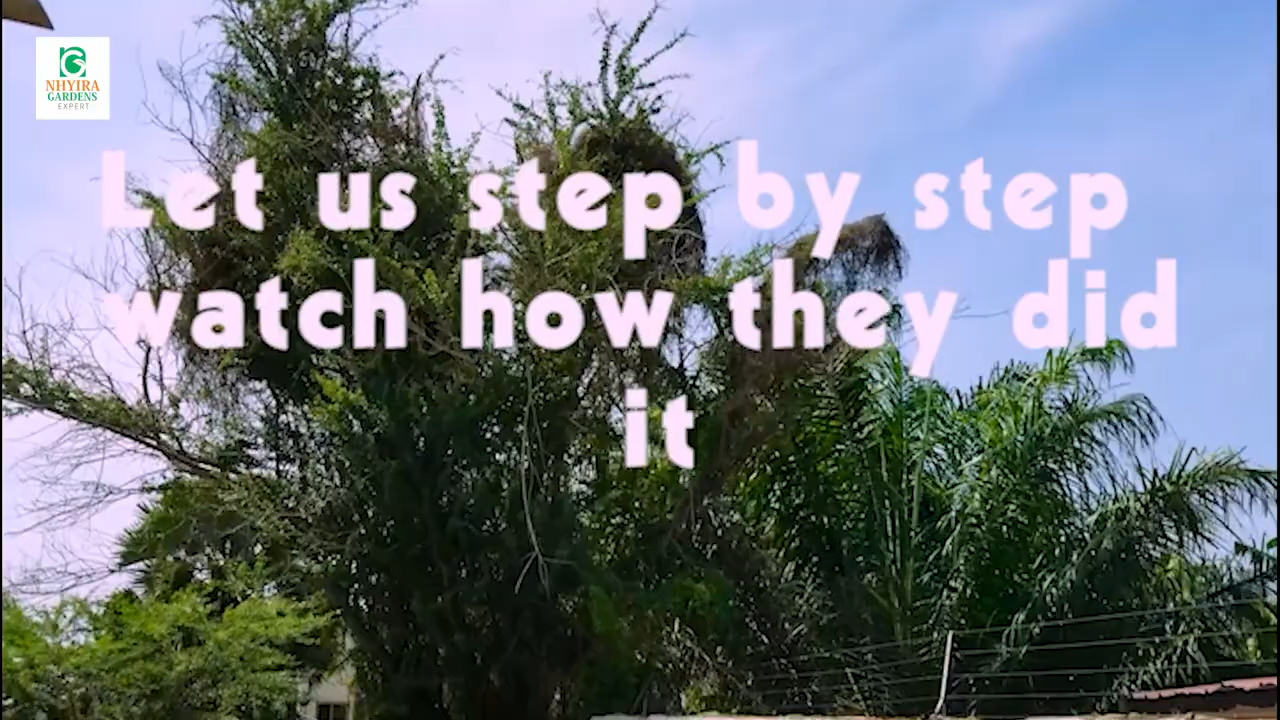 NHYIRA
GARDENS
EXPERT
Let us step by step
watch how they did
it